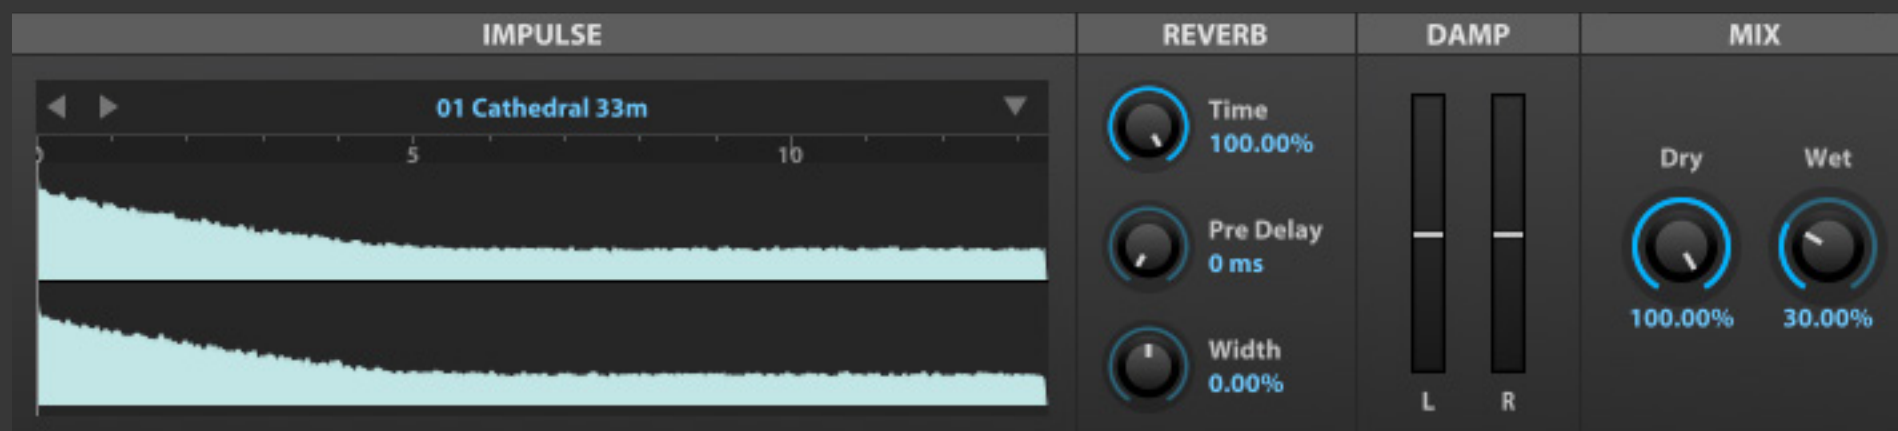 IMPULSE
REVERB
DAMP
MIX
01 Cathedral 33m
0 5 10
Time
100.00%
Pre Delay
0 ms
Width
0.00%
L R
Dry Wet
100.00% 30.00%